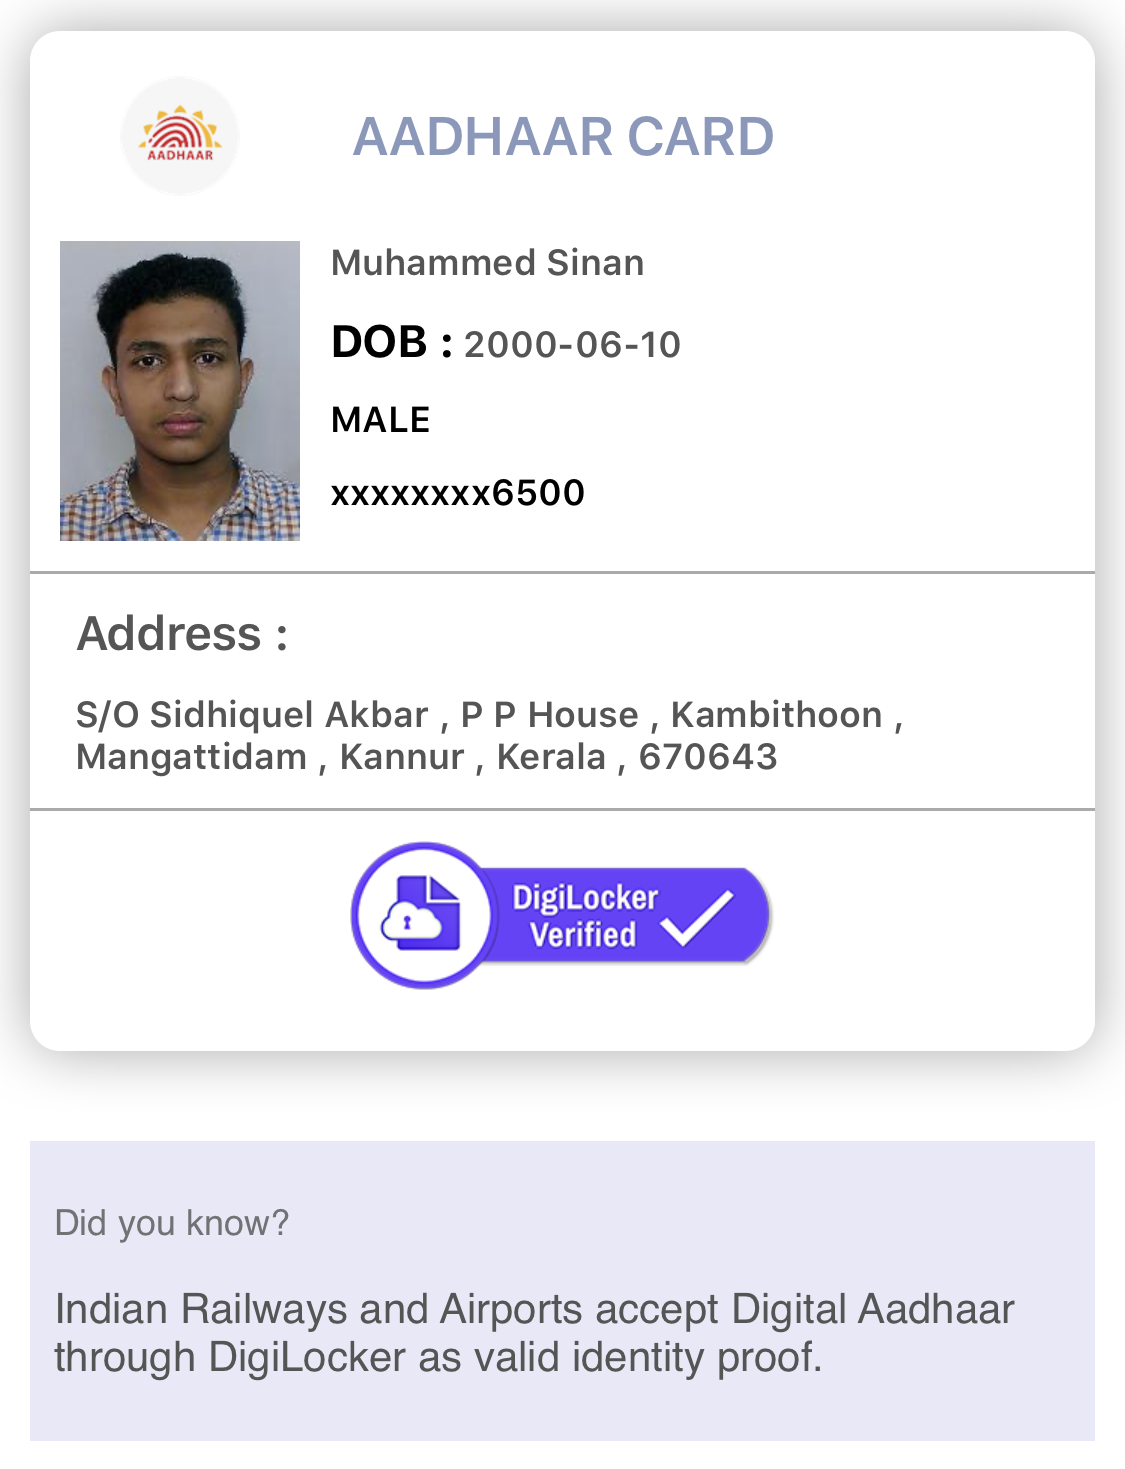 AADHAAR
AADHAAR CARD
Muhammed Sinan
DOB : 2000-06-10
MALE
xxxxxxxx6500
Address :
S/O Sidhiquel Akbar , P P House , Kambithoon ,
Mangattidam , Kannur , Kerala , 670643
DigiLocker
Verified
Did you know?
Indian Railways and Airports accept Digital Aadhaar
through DigiLocker as valid identity proof.